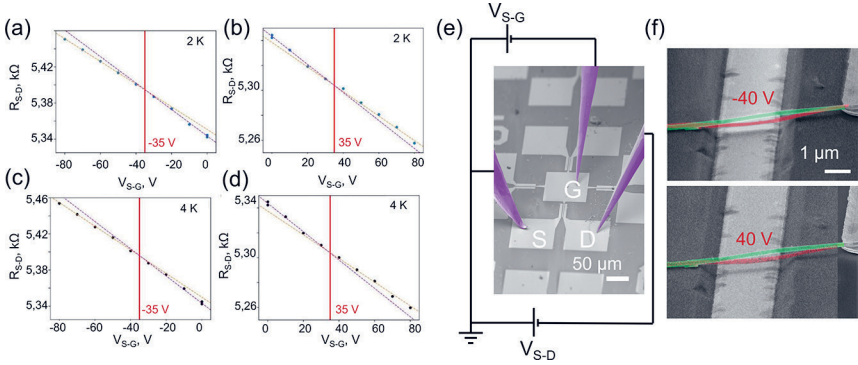 (a)
2 K
5,42
5,38
5,34
R_S-D, kΩ
-80 -60 -40 -20 0
-35 V
V_S-G, V
(b)
2 K
5,30
5,26
R_S-D, kΩ
0 20 40 60 80
35 V
V_S-G, V
(c)
4 K
5,46
5,42
5,38
5,34
R_S-D, kΩ
-80 -60 -40 -20 0
-35 V
V_S-G, V
(d)
4 K
5,34
5,30
5,26
R_S-D, kΩ
0 20 40 60 80
35 V
V_S-G, V
(e)
V_S-G
5
G
S D
50 µm
V_S-D
(f)
-40 V
1 µm
40 V